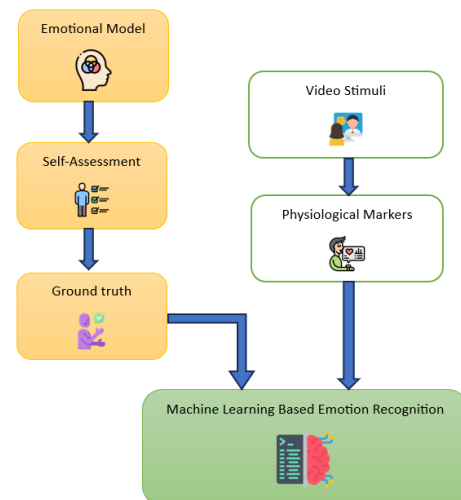 Emotional Model
Video Stimuli
Self-Assessment
Physiological Markers
Ground truth
Machine Learning Based Emotion Recognition